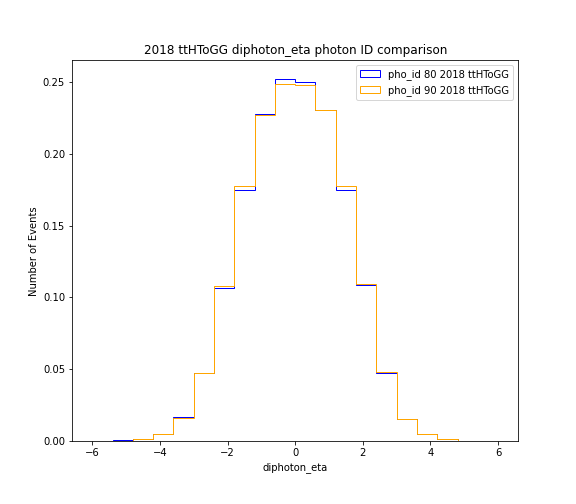 2018 ttHToGG diphoton_eta photon ID comparison
pho_id 80 2018 ttHToGG
pho_id 90 2018 ttHToGG
0.25
0.20
0.15
0.10
0.05
0.00
Number of Events
−6
−4
−2
0
2
4
6
diphoton_eta